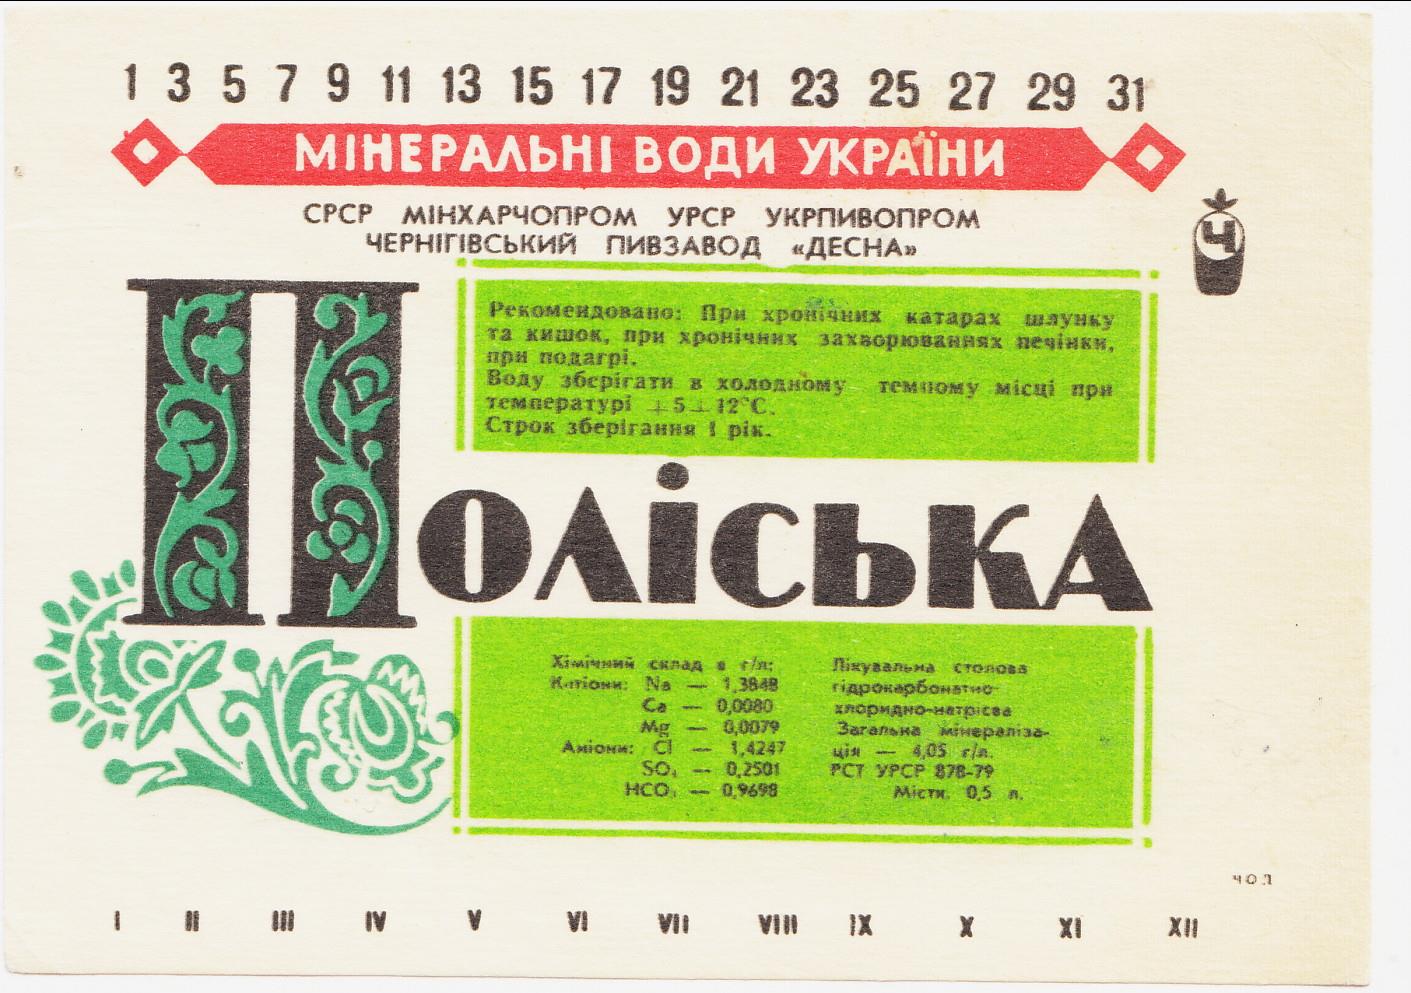 1 3 5 7 9 11 13 15 17 19 21 23 25 27 29 31
МІНЕРАЛЬНІ ВОДИ УКРАЇНИ
СРСР МІНХАРЧОПРОМ УРСР УКРПИВОПРОМ
ЧЕРНІГІВСЬКИЙ ПИВЗАВОД «ДЕСНА»
Ч
Рекомендовано: При хронічних катарах шлунку
та кишок, при хронічних захворюваннях печінки,
при подагрі.
Воду зберігати в холодному темному місці при
температурі +5 + 12°С.
Строк зберігання 1 рік.
ПОЛІСЬКА
Хімічний склад в г/л:
Катіони: Na — 1,3848
Ca — 0,0080
Mg — 0,0079
Аніони: Cl — 1,4247
SO₄ — 0,2501
HCO₃ — 0,9698
Лікувальна столова
гідрокарбонатно-
хлоридно-натрієва
Загальна мінераліза-
ція — 4,05 г/л.
РСТ УРСР 878-79
Містк. 0,5 л.
ЧОЛ
I II III IV V VI VII VIII IX X XI XII